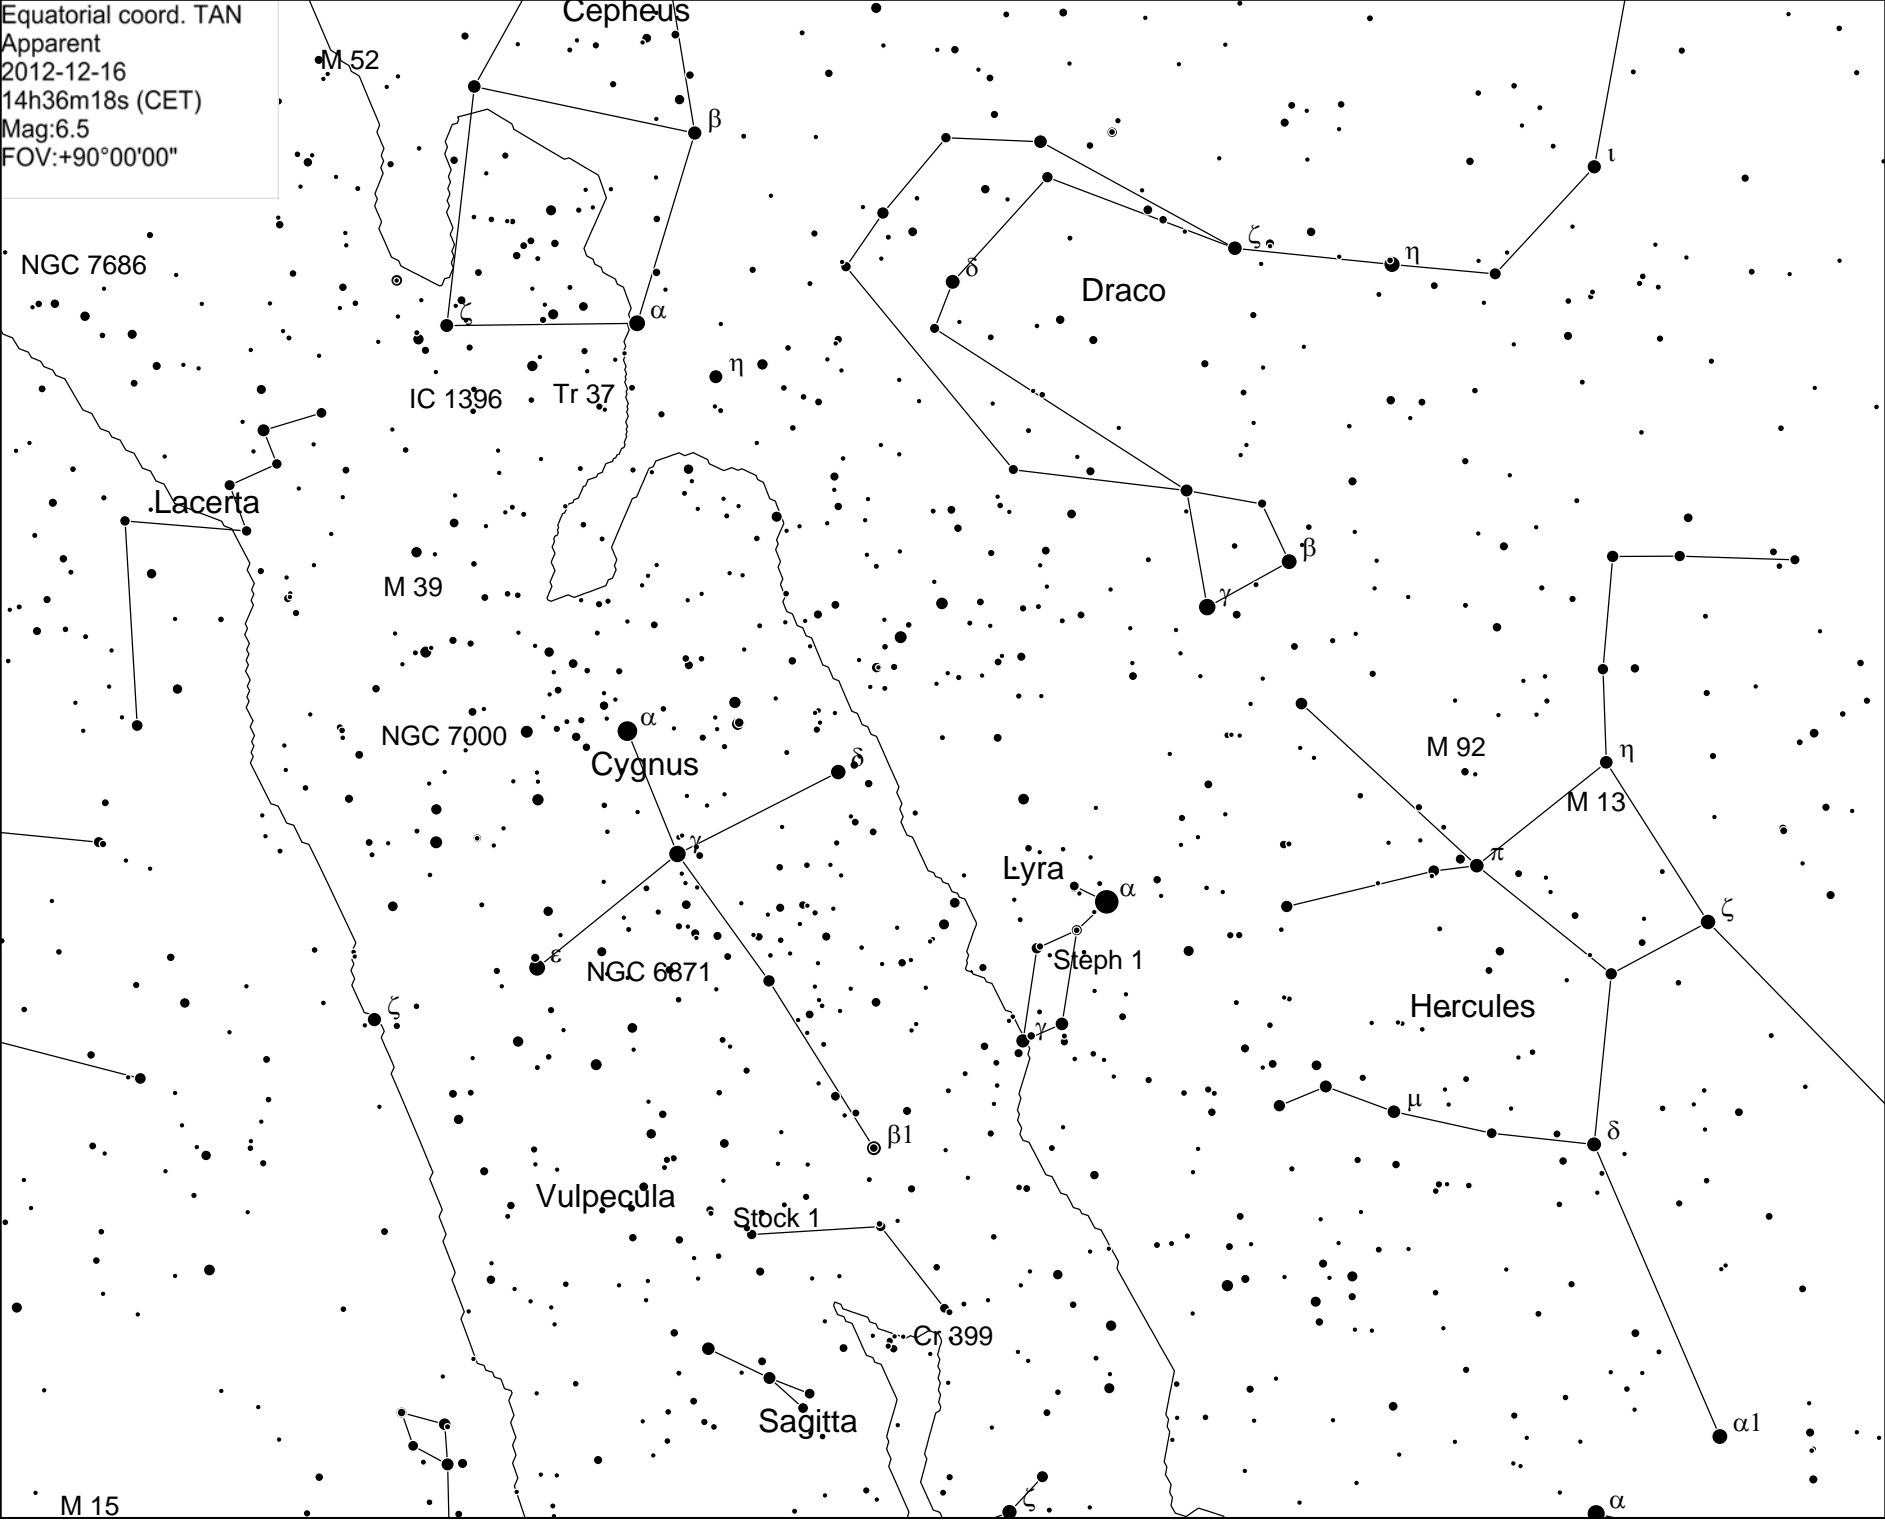 Equatorial coord. TAN
Apparent
2012-12-16
14h36m18s (CET)
Mag:6.5
FOV:+90°00'00"
Cepheus
M 52
β
ι
ζ
η
NGC 7686
δ
Draco
ζ
α
η
IC 1396
Tr 37
Lacerta
β
M 39
γ
α
NGC 7000
Cygnus
δ
M 92
η
M 13
γ
π
Lyra
α
ζ
ε
NGC 6871
Steph 1
Hercules
ζ
γ
μ
β1
δ
Vulpecula
Stock 1
Cr 399
Sagitta
α1
M 15
ζ
α